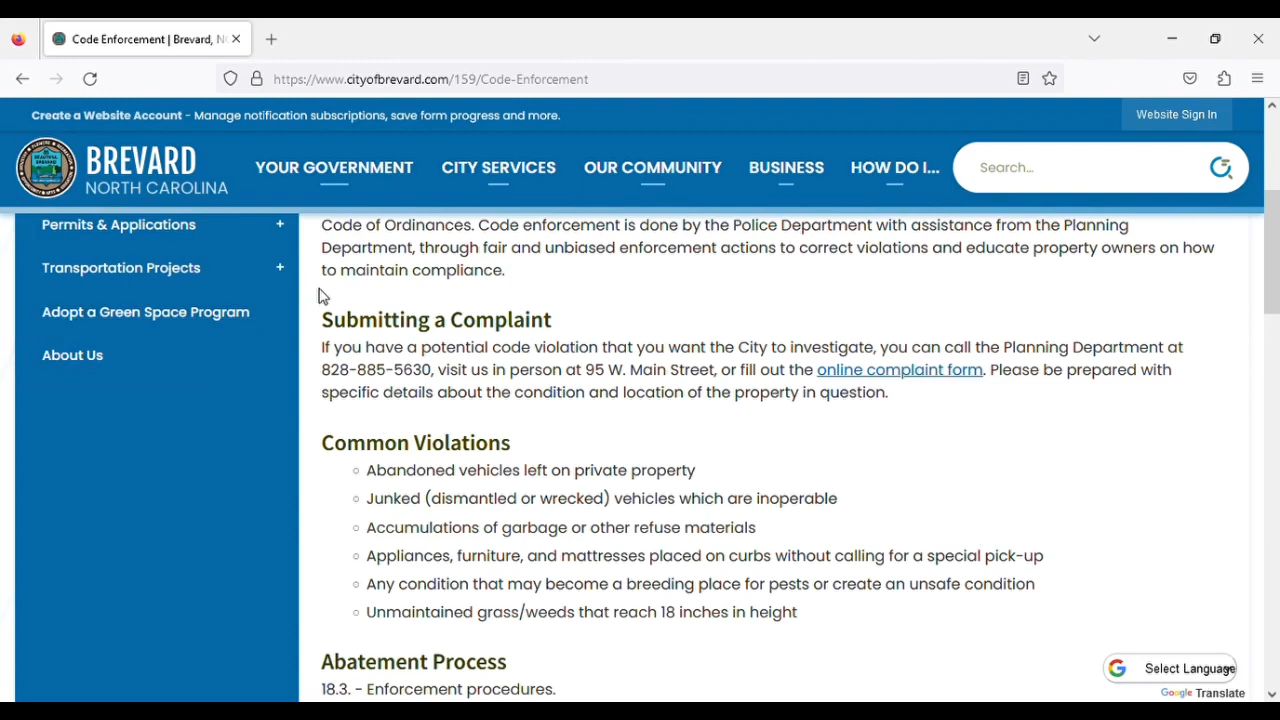 Code Enforcement | Brevard, N
https://www.cityofbrevard.com/159/Code-Enforcement
Create a Website Account - Manage notification subscriptions, save form progress and more.
Website Sign In
BREVARD
NORTH CAROLINA
YOUR GOVERNMENT
CITY SERVICES
OUR COMMUNITY
BUSINESS
HOW DO I...
Search...
Permits & Applications +
Transportation Projects +
Adopt a Green Space Program
About Us
Code of Ordinances. Code enforcement is done by the Police Department with assistance from the Planning
Department, through fair and unbiased enforcement actions to correct violations and educate property owners on how
to maintain compliance.
Submitting a Complaint
If you have a potential code violation that you want the City to investigate, you can call the Planning Department at
828-885-5630, visit us in person at 95 W. Main Street, or fill out the online complaint form. Please be prepared with
specific details about the condition and location of the property in question.
Common Violations
Abandoned vehicles left on private property
Junked (dismantled or wrecked) vehicles which are inoperable
Accumulations of garbage or other refuse materials
Appliances, furniture, and mattresses placed on curbs without calling for a special pick-up
Any condition that may become a breeding place for pests or create an unsafe condition
Unmaintained grass/weeds that reach 18 inches in height
Abatement Process
18.3. - Enforcement procedures.
Select Language
Google Translate